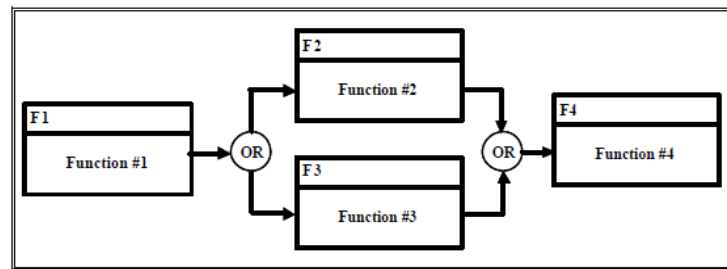 F1
Function #1
OR
F2
Function #2
F3
Function #3
OR
F4
Function #4